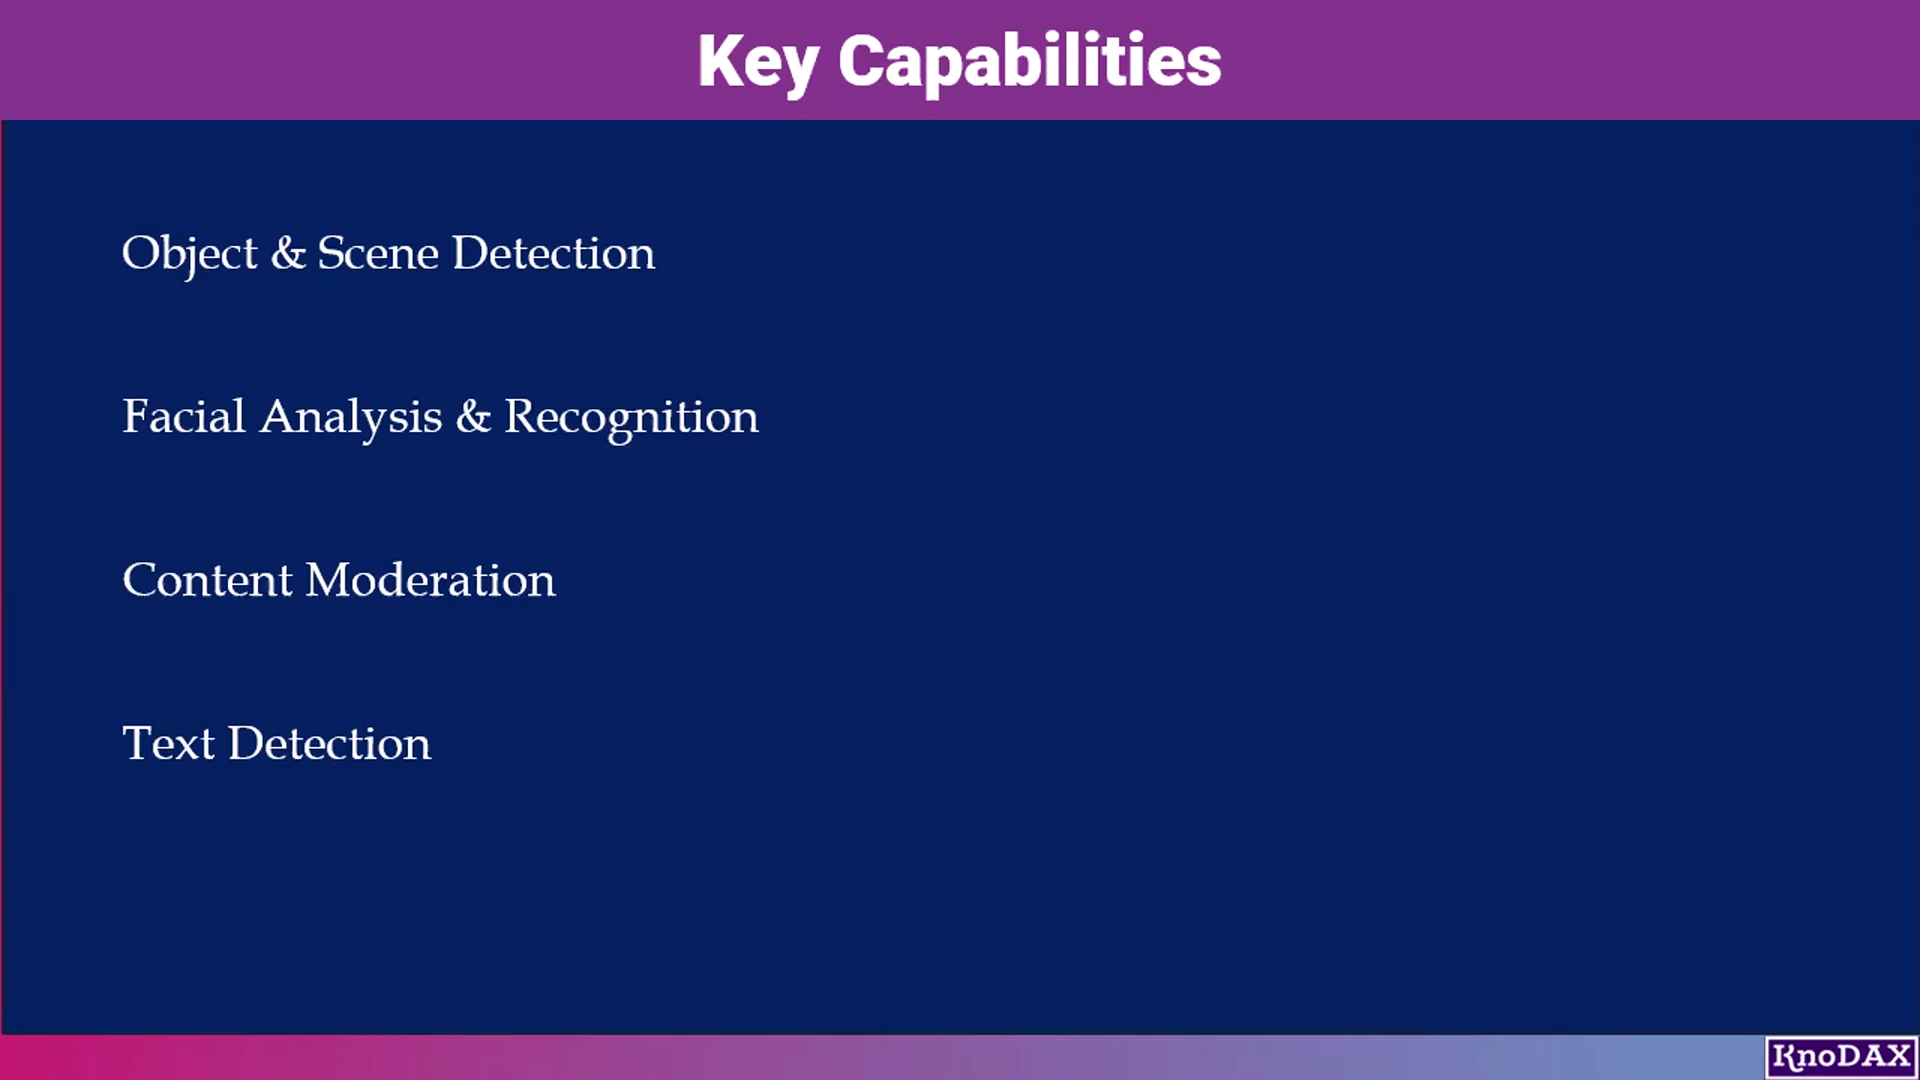 Key Capabilities
Object & Scene Detection
Facial Analysis & Recognition
Content Moderation
Text Detection
KnoDAX